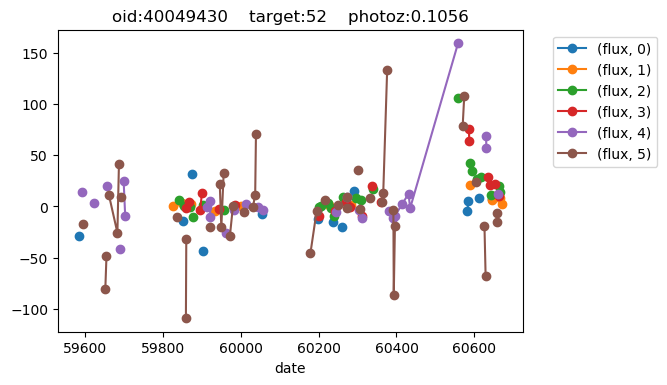 oid:40049430    target:52    photoz:0.1056
150
100
50
0
−50
−100
59600
59800
60000
60200
60400
60600
date
(flux, 0)
(flux, 1)
(flux, 2)
(flux, 3)
(flux, 4)
(flux, 5)